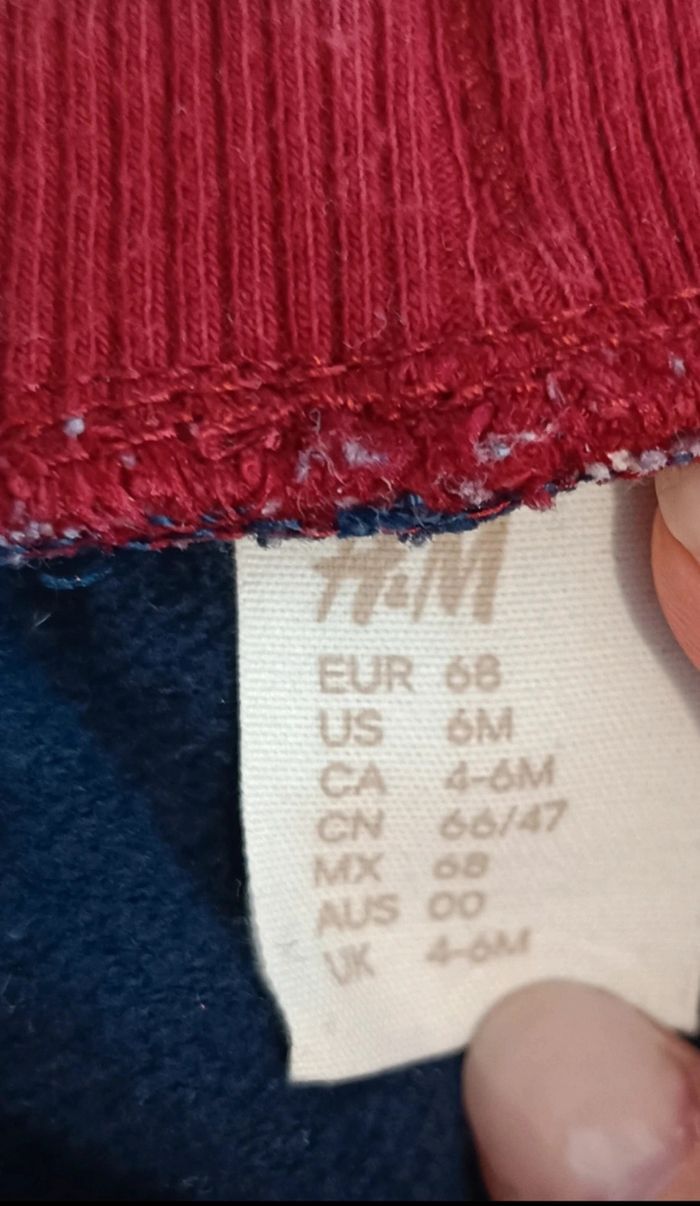 H&M
EUR 68
US 6M
CA 4-6M
CN 66/47
MX 68
AUS 00
UK 4-6M